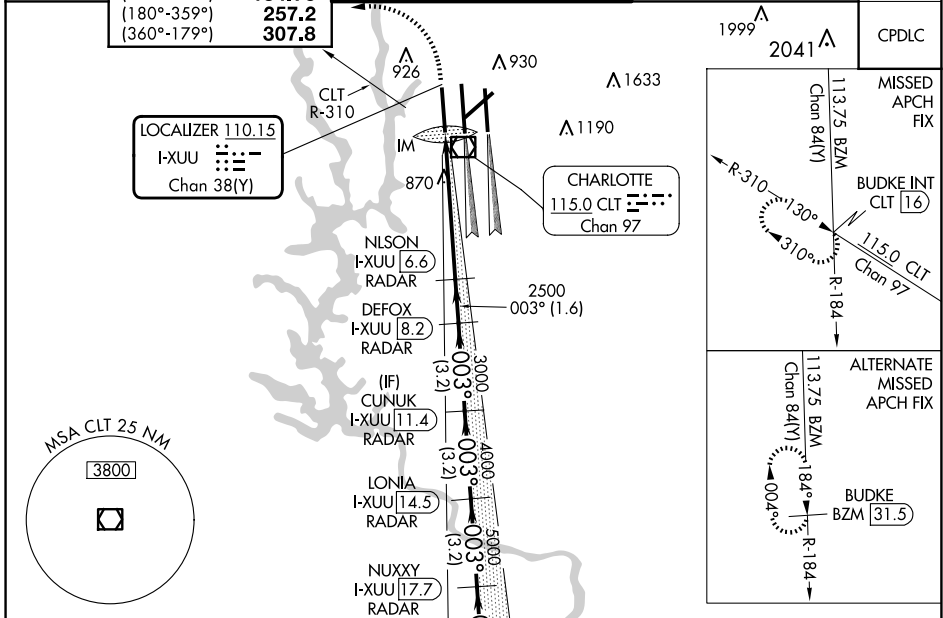 (180°-359°) 257.2
(360°-179°) 307.8
926
930
1633
1190
870
1999
2041
CPDLC
CLT
R-310
LOCALIZER 110.15
I-XUU
Chan 38(Y)
IM
CHARLOTTE
115.0 CLT
Chan 97
NLSON
I-XUU 6.6
RADAR
2500
003° (1.6)
DEFOX
I-XUU 8.2
RADAR
3000
003°
(3.2)
(IF)
CUNUK
I-XUU 11.4
RADAR
4000
003°
(3.2)
LONIA
I-XUU 14.5
RADAR
5000
003°
(3.2)
NUXXY
I-XUU 17.7
RADAR
MSA CLT 25 NM
3800
MISSED
APCH
FIX
113.75 BZM
Chan 84(Y)
R-310
130°
310°
BUDKE INT
CLT 16
115.0 CLT
Chan 97
R-184
ALTERNATE
MISSED
APCH FIX
113.75 BZM
Chan 84(Y)
184°
004°
BUDKE
BZM 31.5
R-184